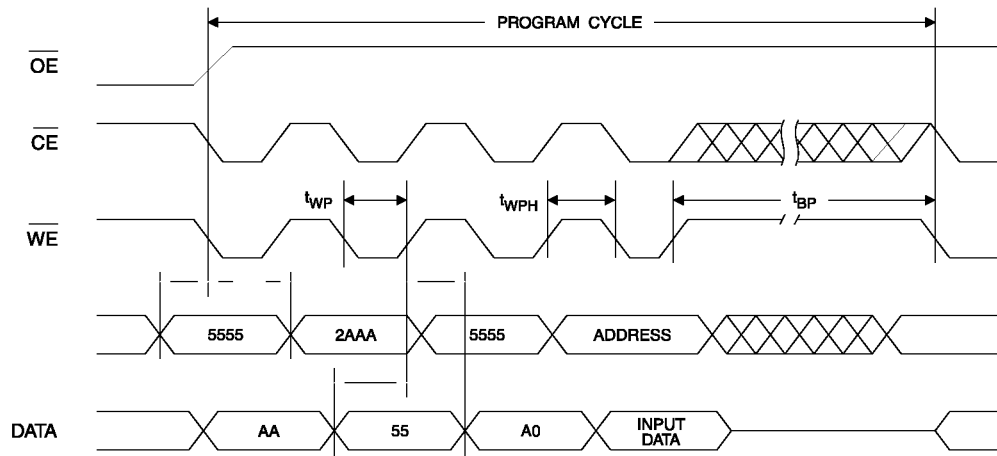 PROGRAM CYCLE
OE
CE
tWP
tWPH
tBP
WE
5555
2AAA
5555
ADDRESS
DATA
AA
55
A0
INPUT
DATA